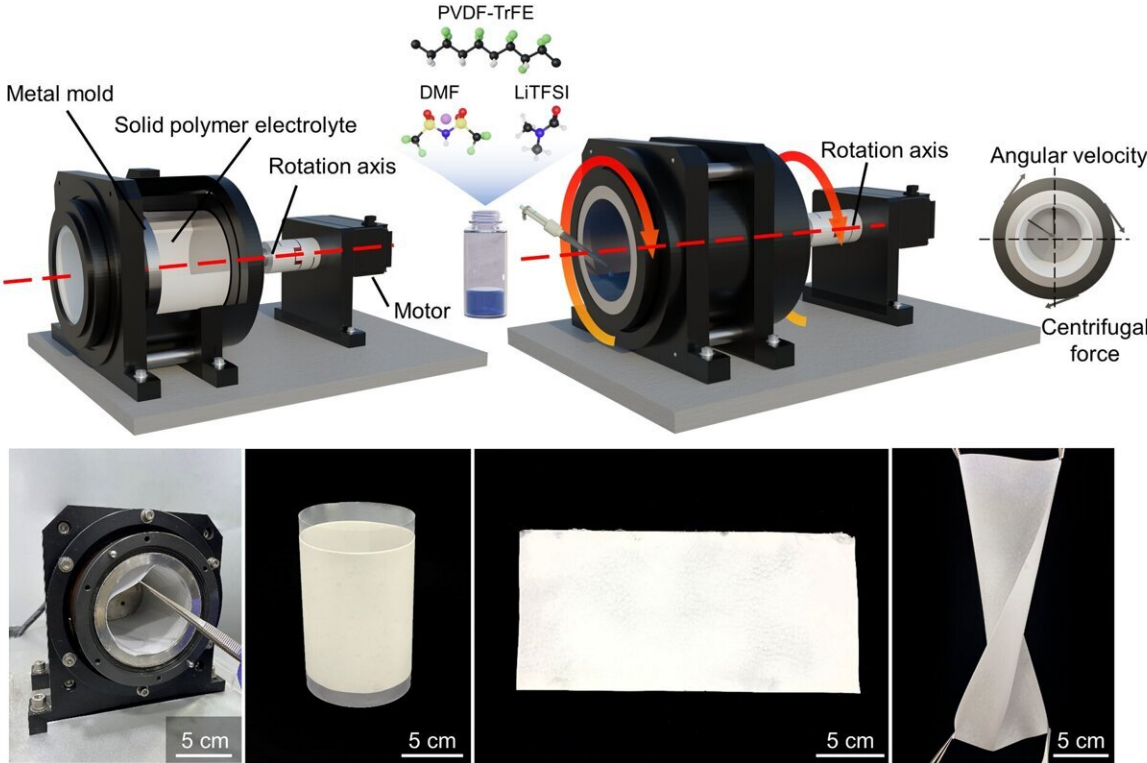 PVDF-TrFE
DMF
LiTFSI
Metal mold
Solid polymer electrolyte
Rotation axis
Motor
Rotation axis
Angular velocity
Centrifugal
force
5 cm
5 cm
5 cm
5 cm